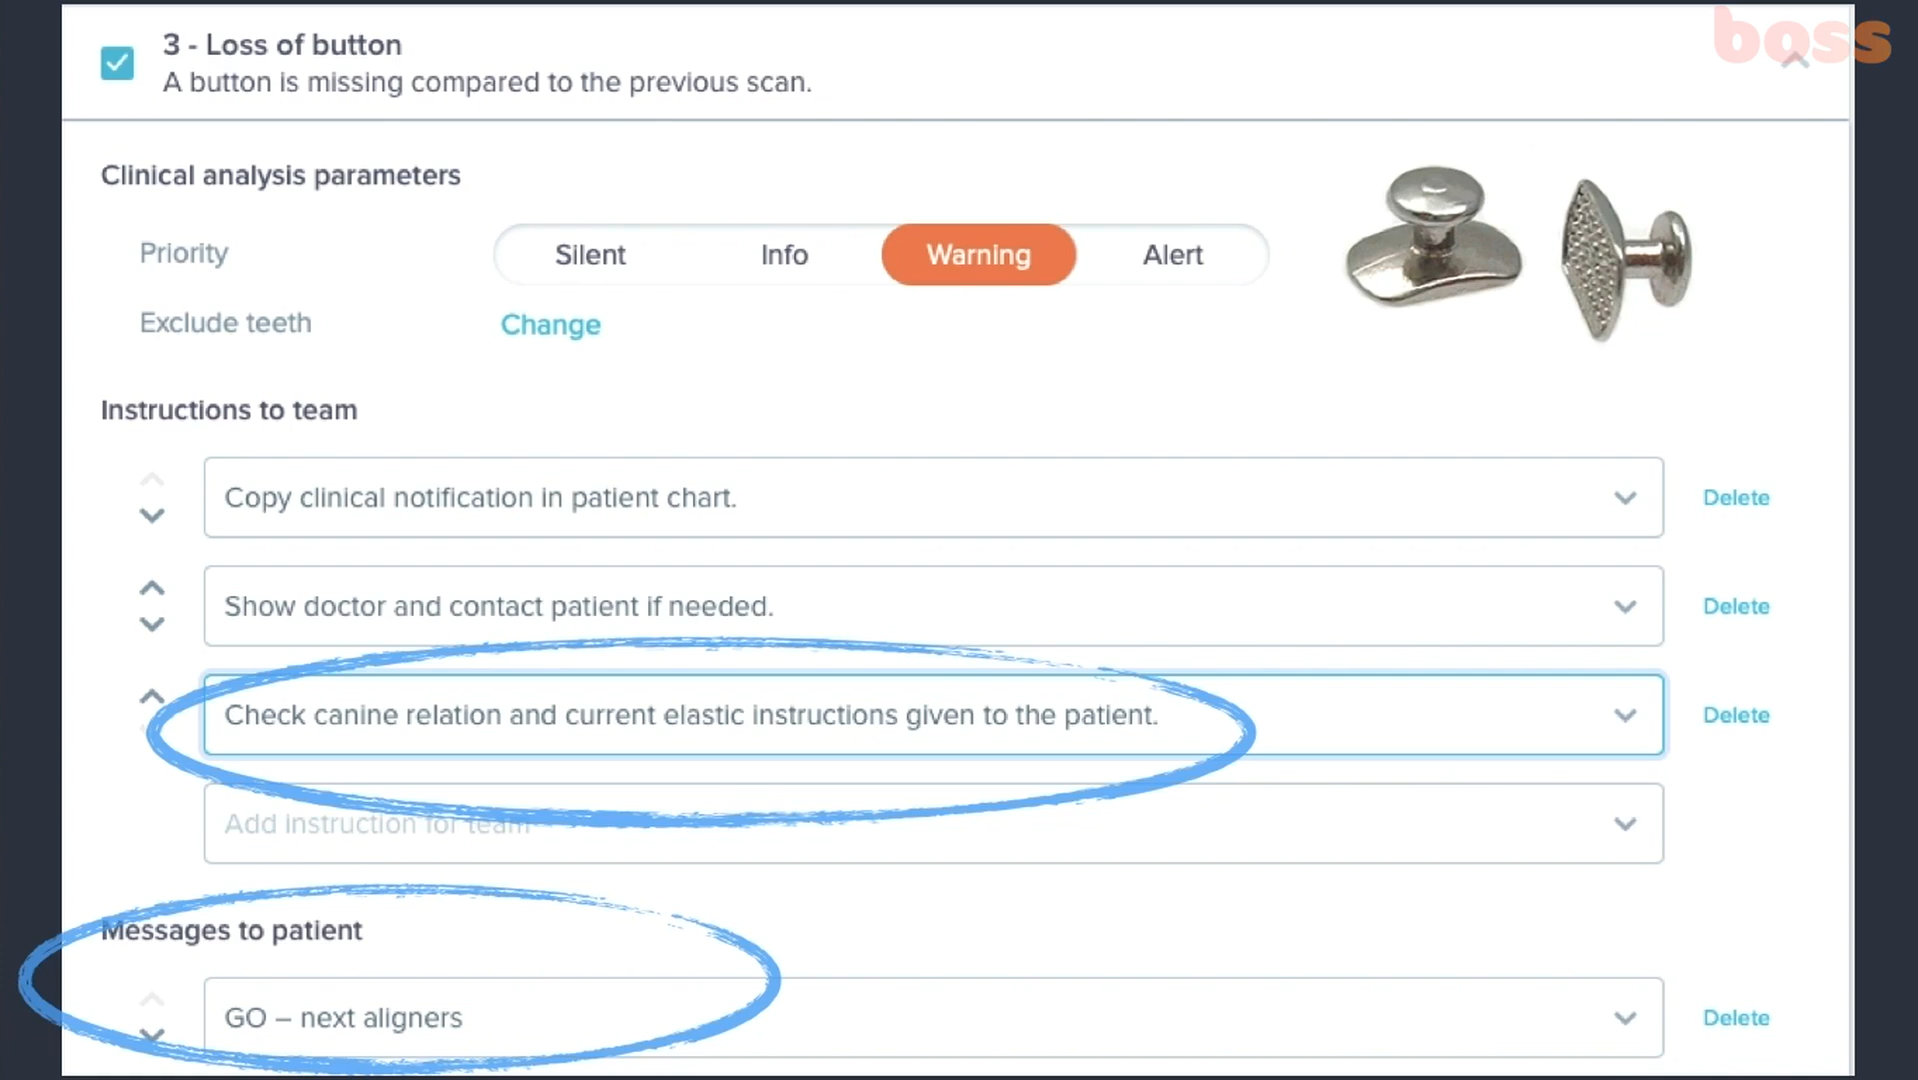 boss
3 - Loss of button
A button is missing compared to the previous scan.
Clinical analysis parameters
Priority Silent Info Warning Alert
Exclude teeth Change
Instructions to team
Copy clinical notification in patient chart. Delete
Show doctor and contact patient if needed. Delete
Check canine relation and current elastic instructions given to the patient. Delete
Add instruction for team
Messages to patient
GO – next aligners Delete